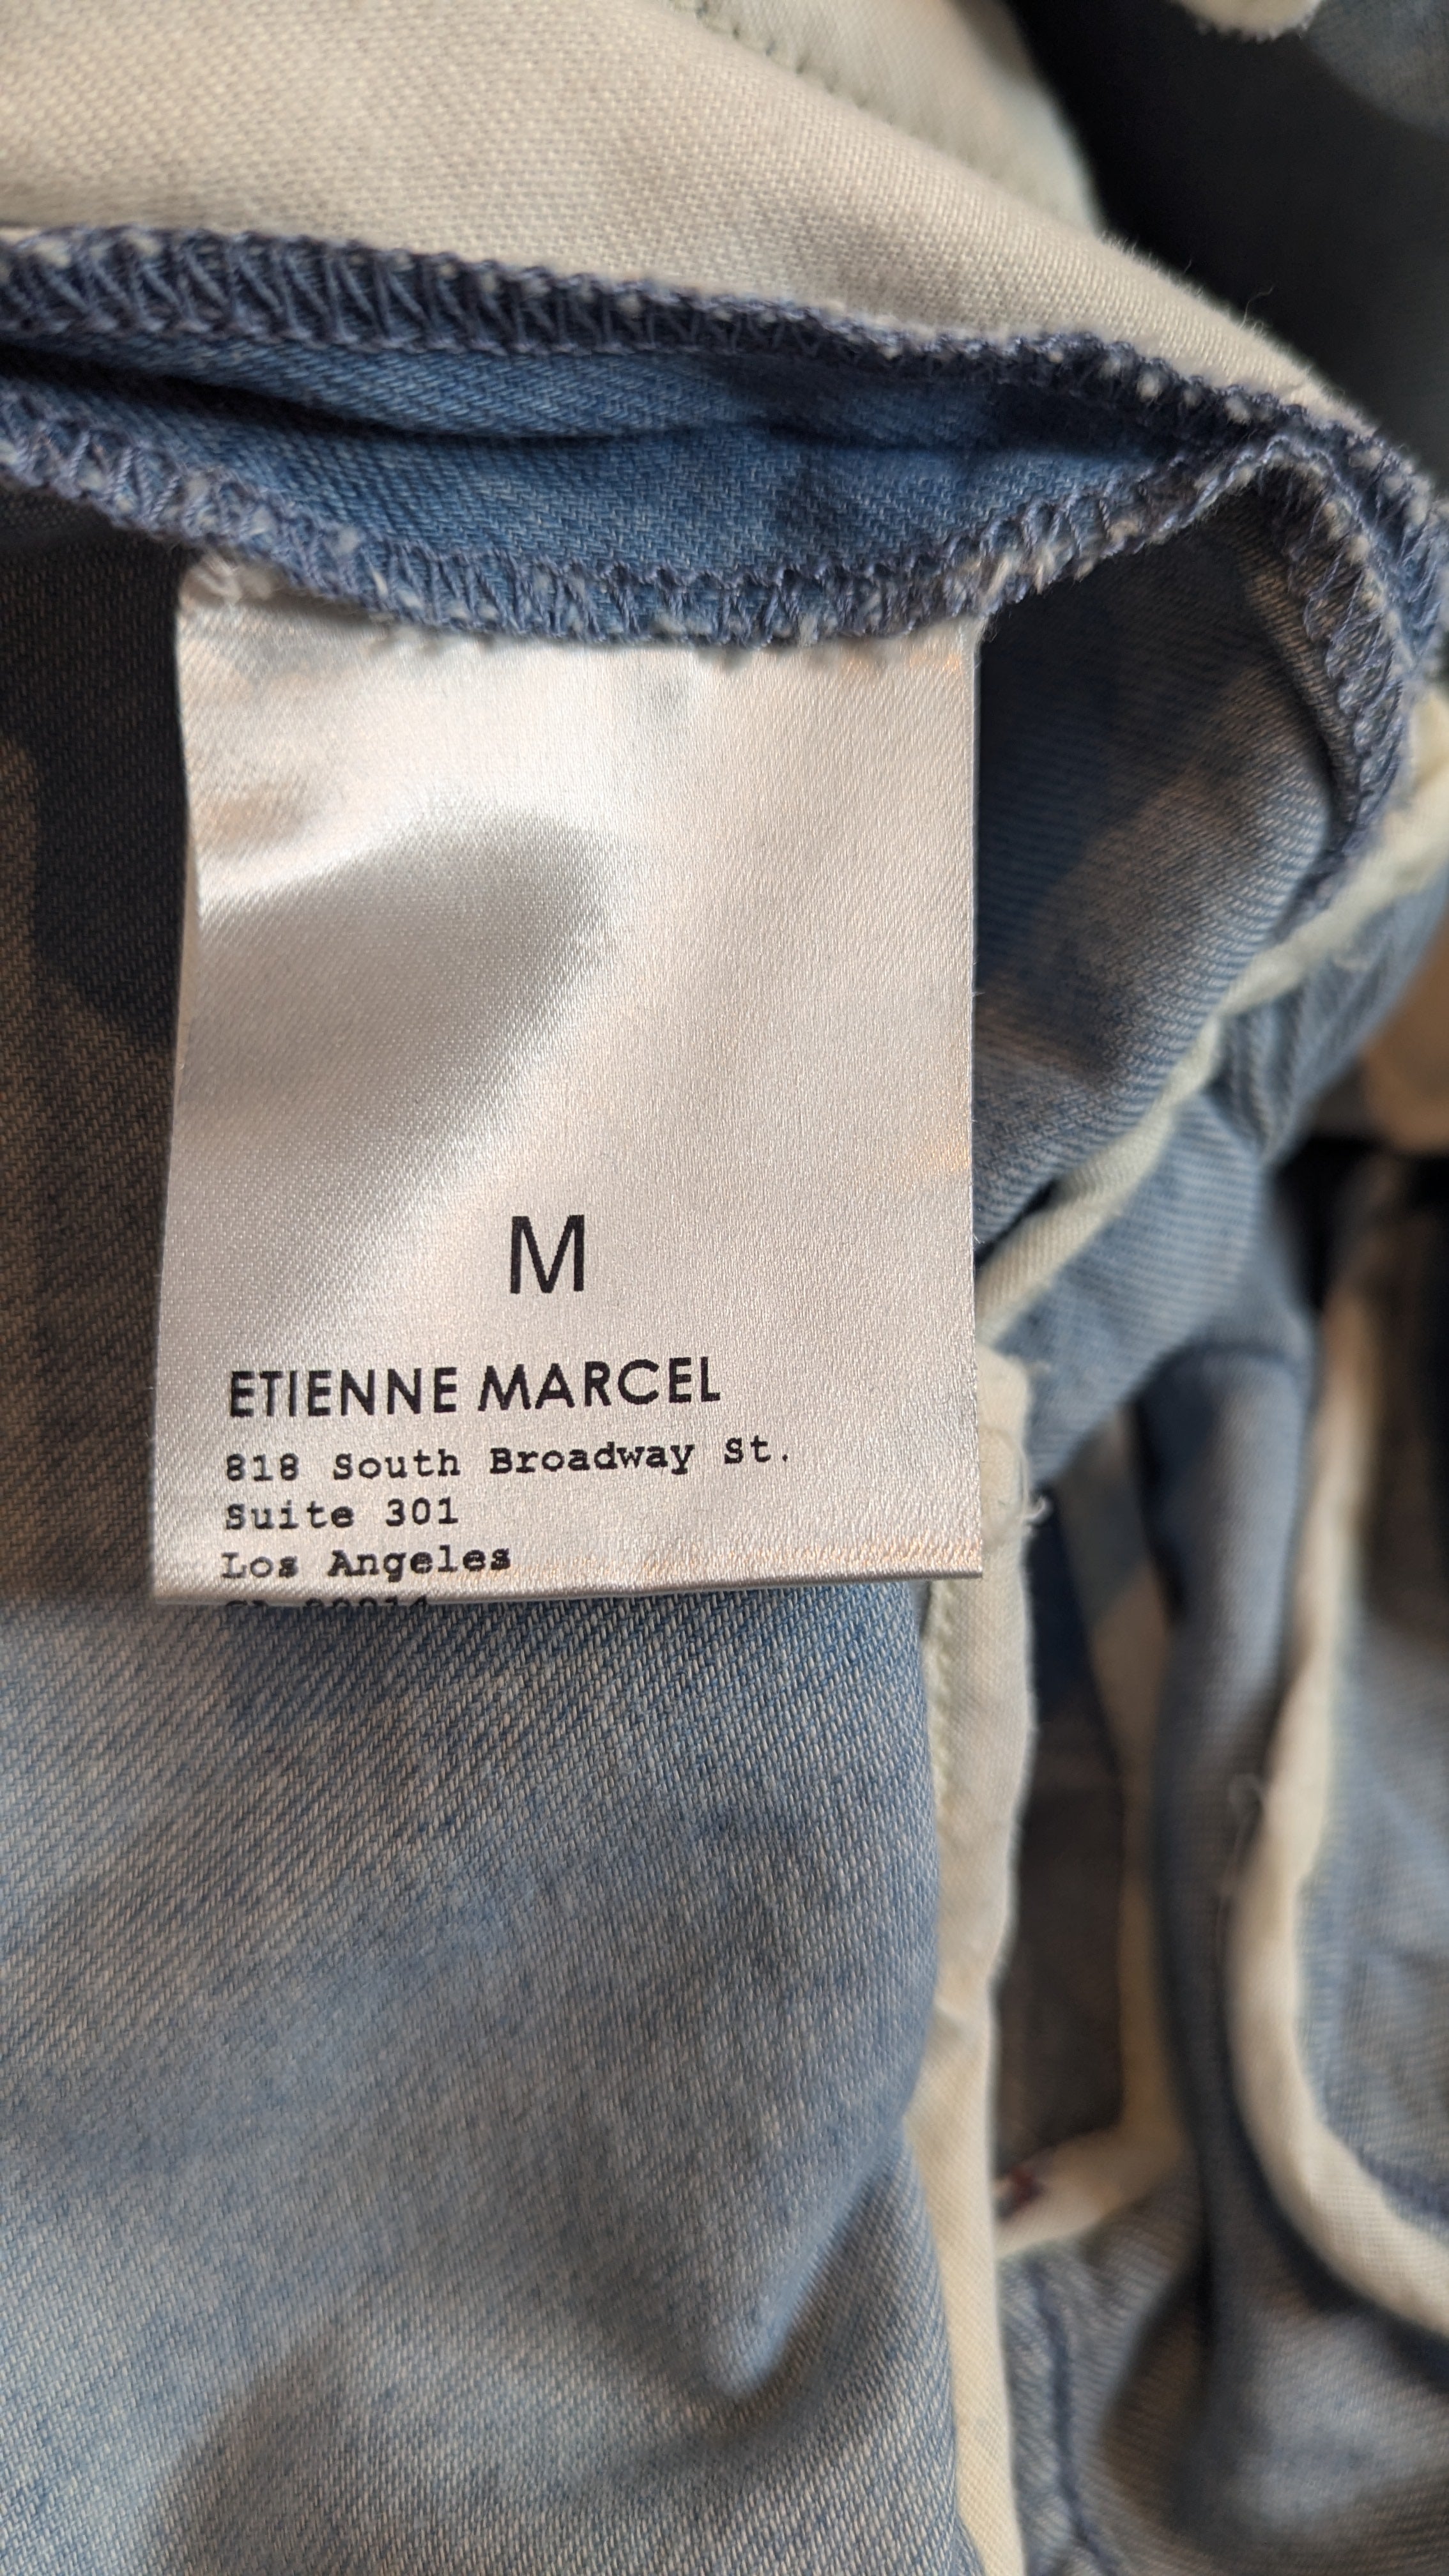 M
ETIENNE MARCEL
818 South Broadway St.
Suite 301
Los Angeles